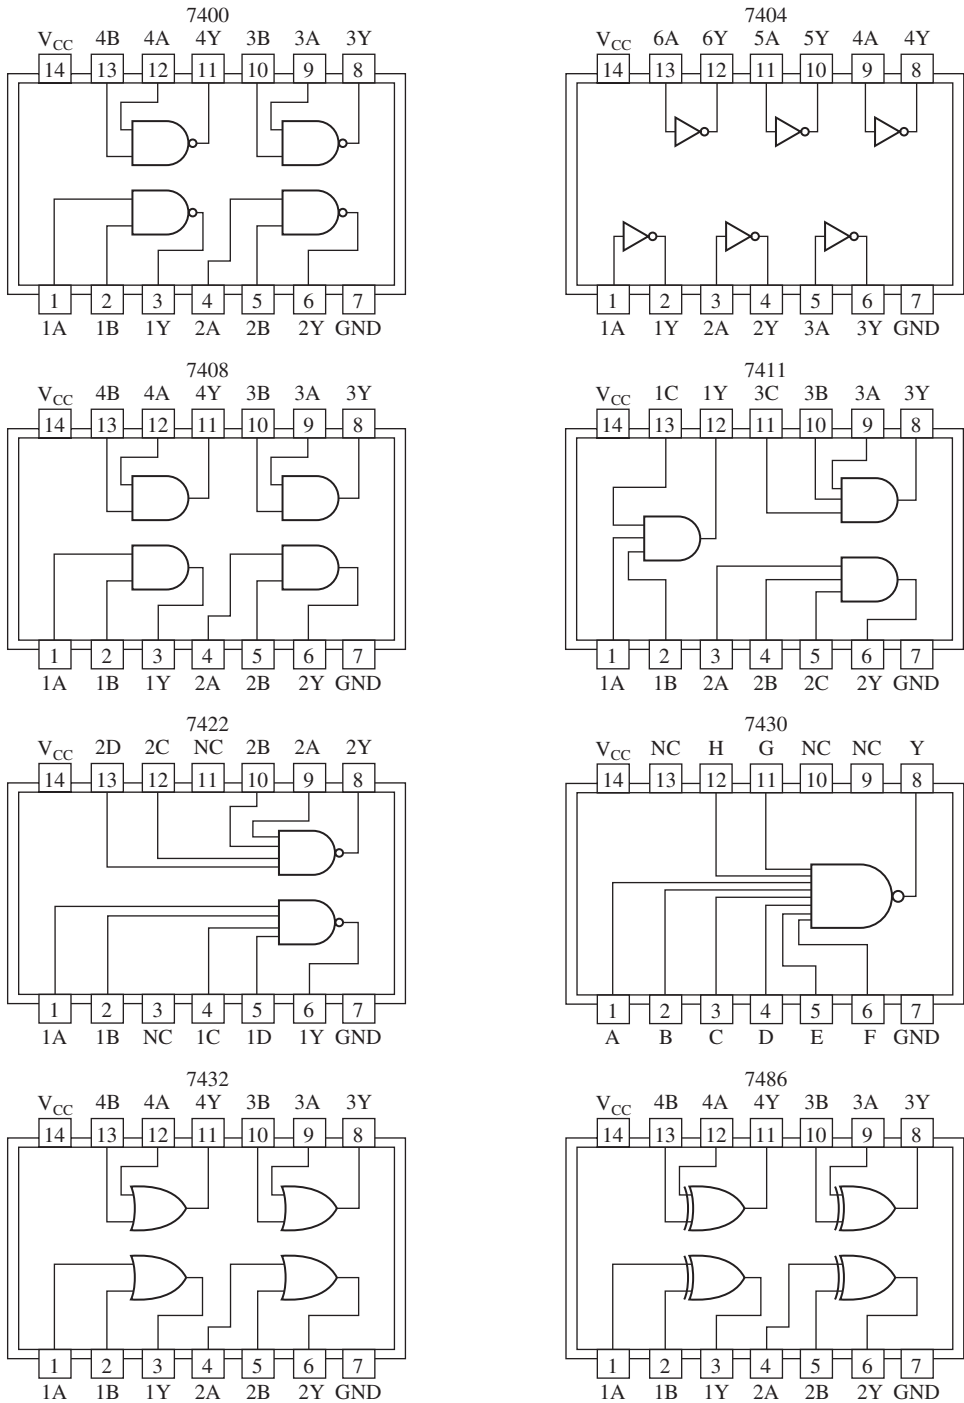 7400 7404
V_CC 4B 4A 4Y 3B 3A 3Y V_CC 6A 6Y 5A 5Y 4A 4Y
14 13 12 11 10 9 8 14 13 12 11 10 9 8
1 2 3 4 5 6 7 1 2 3 4 5 6 7
1A 1B 1Y 2A 2B 2Y GND 1A 1Y 2A 2Y 3A 3Y GND
7408 7411
V_CC 4B 4A 4Y 3B 3A 3Y V_CC 1C 1Y 3C 3B 3A 3Y
14 13 12 11 10 9 8 14 13 12 11 10 9 8
1 2 3 4 5 6 7 1 2 3 4 5 6 7
1A 1B 1Y 2A 2B 2Y GND 1A 1B 2A 2B 2C 2Y GND
7422 7430
V_CC 2D 2C NC 2B 2A 2Y V_CC NC H G NC NC Y
14 13 12 11 10 9 8 14 13 12 11 10 9 8
1 2 3 4 5 6 7 1 2 3 4 5 6 7
1A 1B NC 1C 1D 1Y GND A B C D E F GND
7432 7486
V_CC 4B 4A 4Y 3B 3A 3Y V_CC 4B 4A 4Y 3B 3A 3Y
14 13 12 11 10 9 8 14 13 12 11 10 9 8
1 2 3 4 5 6 7 1 2 3 4 5 6 7
1A 1B 1Y 2A 2B 2Y GND 1A 1B 1Y 2A 2B 2Y GND